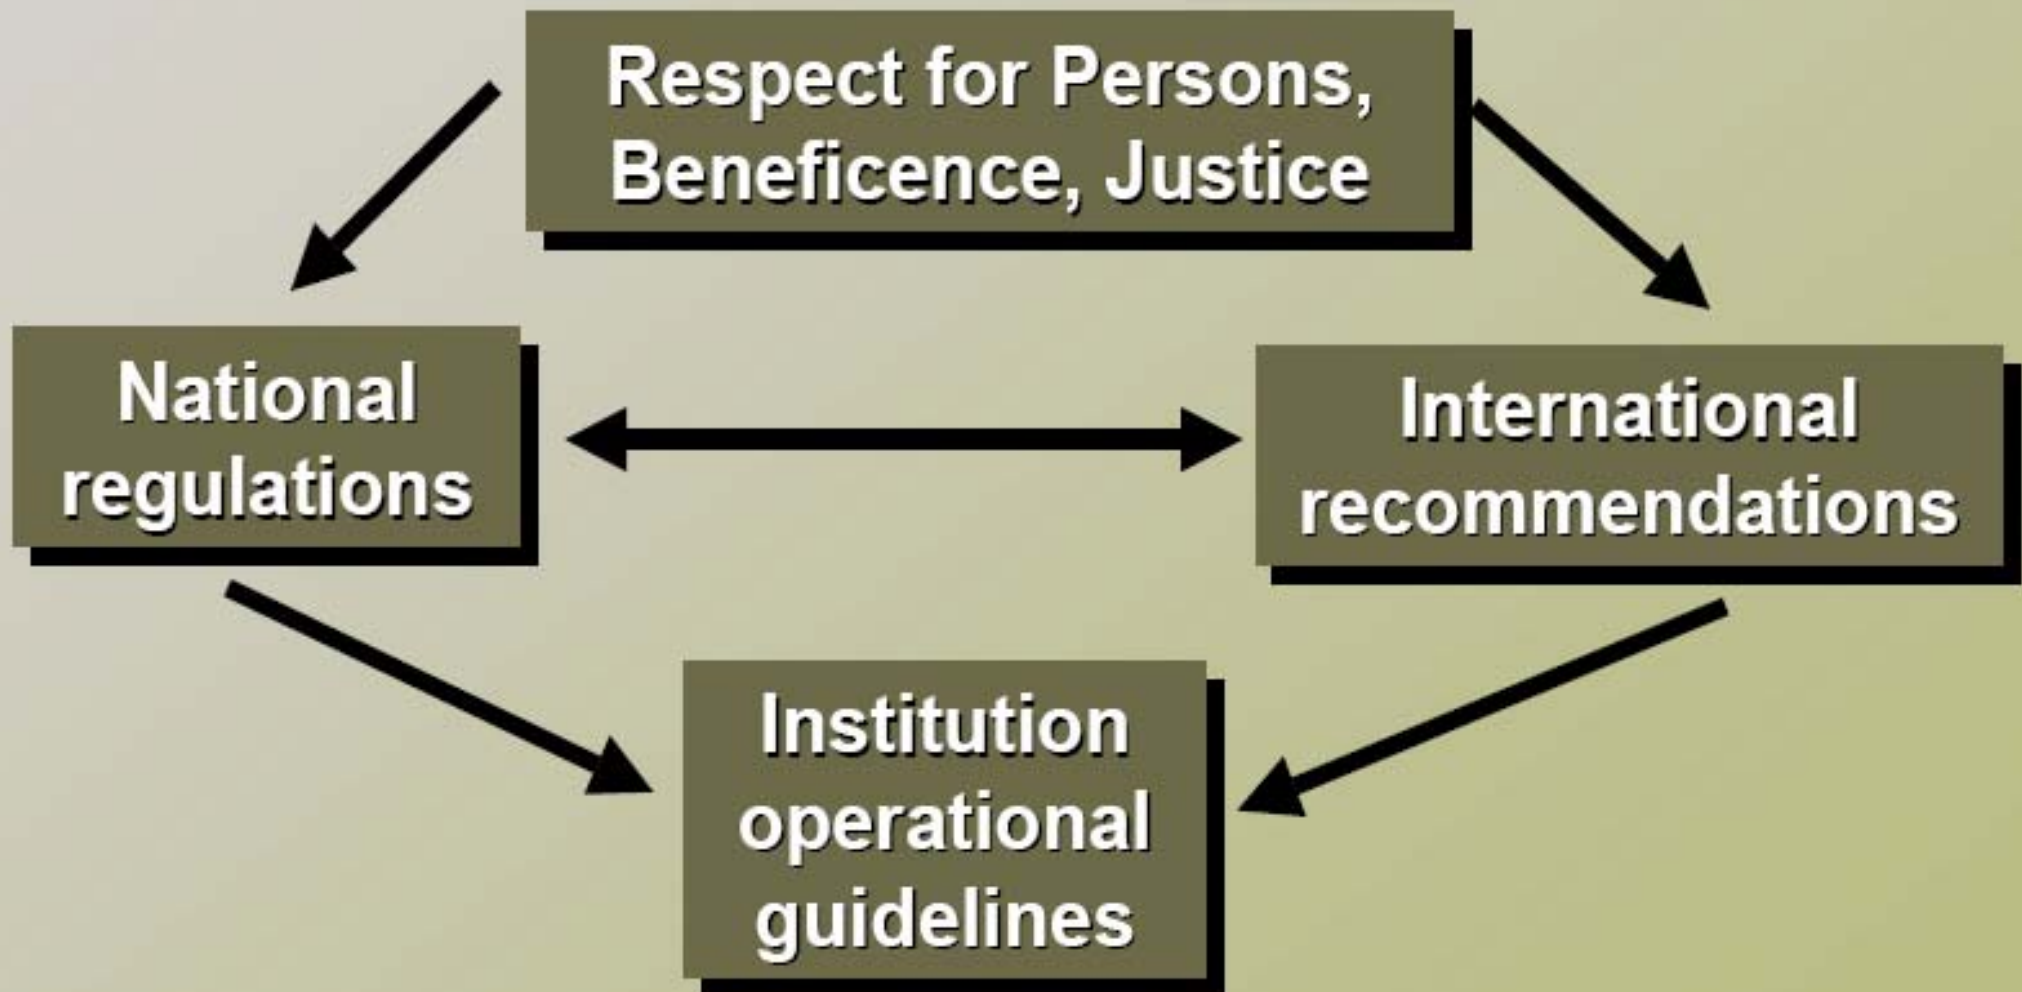 Respect for Persons,
Beneficence, Justice
National
regulations
International
recommendations
Institution
operational
guidelines